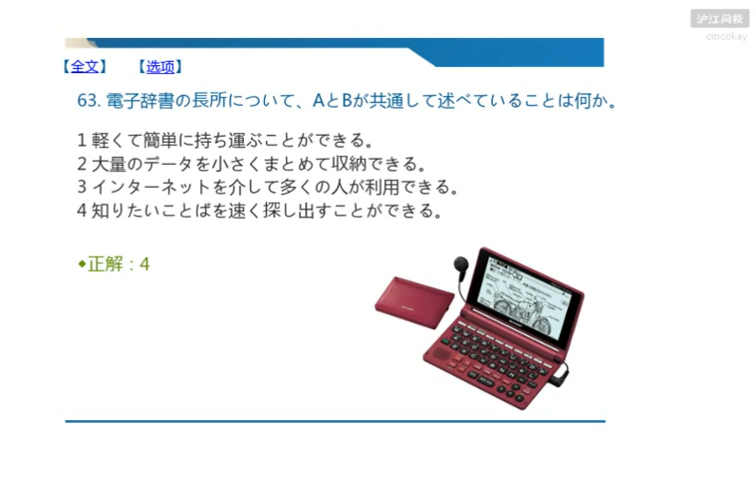 沪江网校
cincokay
【全文】 【选项】
63. 電子辞書の長所について、AとBが共通して述べていることは何か。
1 軽くて簡単に持ち運ぶことができる。
2 大量のデータを小さくまとめて収納できる。
3 インターネットを介して多くの人が利用できる。
4 知りたいことばを速く探し出すことができる。
◆正解：4